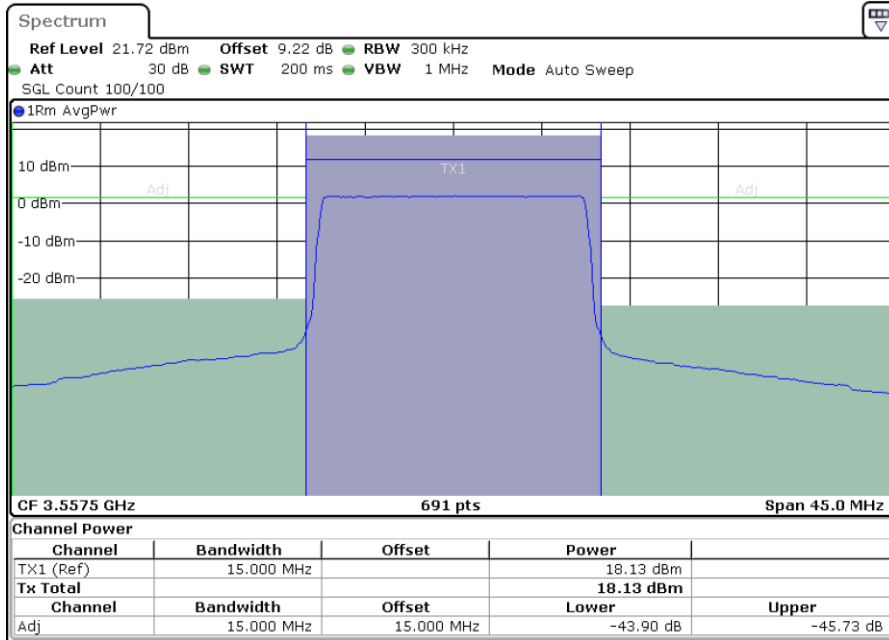 Spectrum
Ref Level 21.72 dBm Offset 9.22 dB RBW 300 kHz
Att 30 dB SWT 200 ms VBW 1 MHz Mode Auto Sweep
SGL Count 100/100
1Rm AvgPwr
10 dBm
TX1
Adj Adj
0 dBm
-10 dBm
-20 dBm
CF 3.5575 GHz 691 pts Span 45.0 MHz
Channel Power
Channel Bandwidth Offset Power
TX1 (Ref) 15.000 MHz 18.13 dBm
Tx Total 18.13 dBm
Channel Bandwidth Offset Lower Upper
Adj 15.000 MHz 15.000 MHz -43.90 dB -45.73 dB